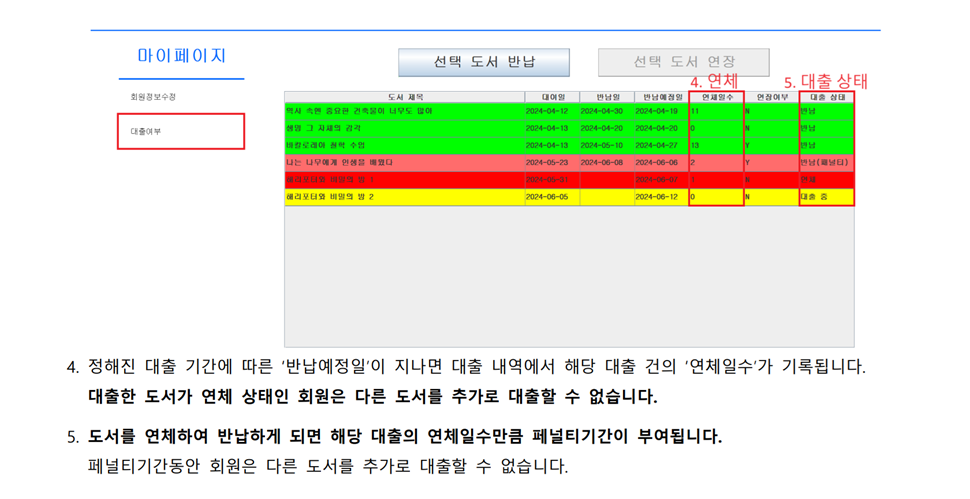 마이페이지
선택 도서 반납
선택 도서 연장
회원정보수정
대출여부
4. 연체
5. 대출 상태
도서 제목 대여일 반납일 반납예정일 연체일수 연장여부 대출 상태
역사 속엔 중요한 건축물이 너무도 많아 2024-04-12 2024-04-30 2024-04-19 11 N 반납
생명 그 자체의 감각 2024-04-13 2024-04-20 2024-04-20 0 N 반납
바칼로레아 철학 수업 2024-04-13 2024-05-10 2024-04-27 13 Y 반납
나는 나무에게 인생을 배웠다 2024-05-23 2024-06-08 2024-06-06 2 Y 반납(패널티)
해리포터와 비밀의 방 1 2024-05-31 2024-06-07 1 N 연체
해리포터와 비밀의 방 2 2024-06-05 2024-06-12 0 N 대출 중
4. 정해진 대출 기간에 따른 '반납예정일'이 지나면 대출 내역에서 해당 대출 건의 '연체일수'가 기록됩니다.
대출한 도서가 연체 상태인 회원은 다른 도서를 추가로 대출할 수 없습니다.
5. 도서를 연체하여 반납하게 되면 해당 대출의 연체일수만큼 페널티기간이 부여됩니다.
페널티기간동안 회원은 다른 도서를 추가로 대출할 수 없습니다.